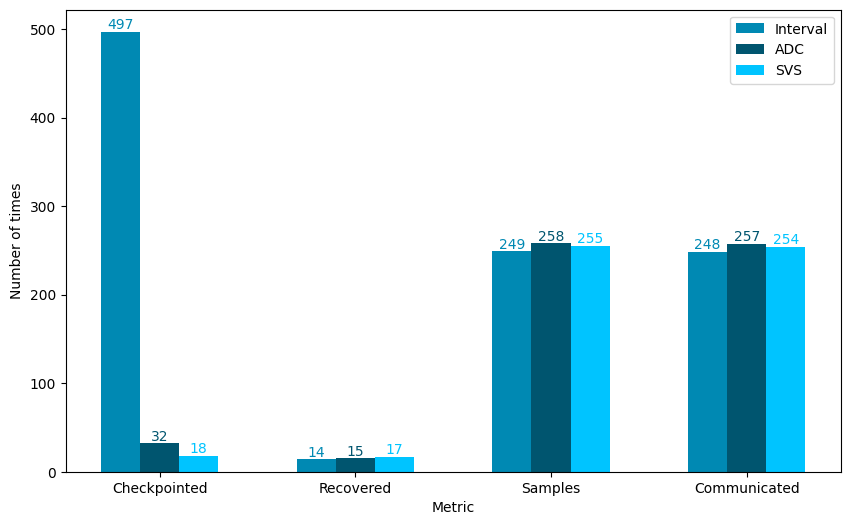 497
32
18
14
15
17
249
258
255
248
257
254
Interval
ADC
SVS
500
400
300
200
100
0
Number of times
Checkpointed
Recovered
Samples
Communicated
Metric